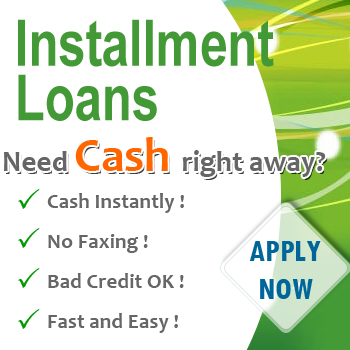 Installment
Loans
Need Cash right away?
Cash Instantly !
No Faxing !
Bad Credit OK !
Fast and Easy !
APPLY
NOW